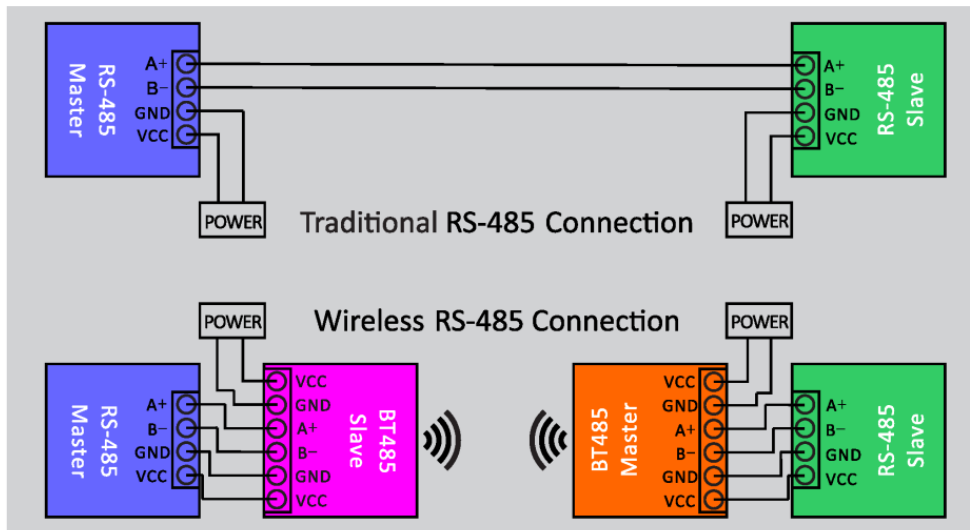 RS-485
Master
A+
B−
GND
VCC
A+
B−
GND
VCC
RS-485
Slave
POWER
Traditional RS-485 Connection
POWER
POWER
Wireless RS-485 Connection
POWER
RS-485
Master
A+
B−
GND
VCC
VCC
GND
A+
B−
GND
VCC
BT485
Slave
BT485
Master
VCC
GND
A+
B−
GND
VCC
A+
B−
GND
VCC
RS-485
Slave